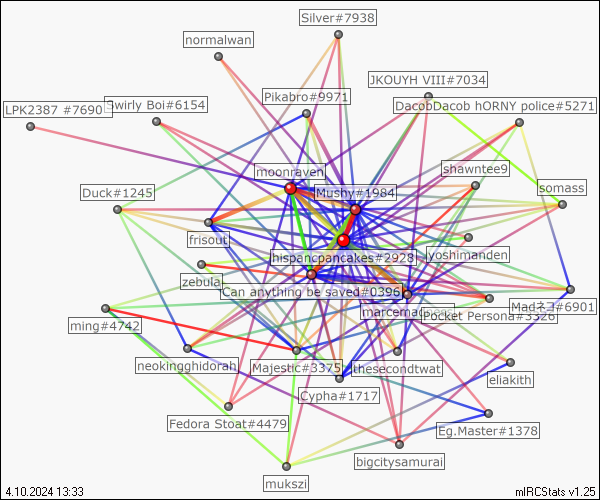 Silver#7938
normalwan
JKOUYH VIII#7034
Pikabro#9971
DacobDacob hORNY police#5271
LPK2387 #7690
Swirly Boi#6154
moonraven
shawntee9
Duck#1245
Mushy#1984
somass
frisout
hispancpancakes#2928
yoshimanden
zebula
Can anything be saved#0396
Madネコ#6901
marcemac
Pocket Persona#3326
ming#4742
neokingghidorah
Majestic#3375
thesecondtwat
eliakith
Cypha#1717
Fedora Stoat#4479
Eg.Master#1378
bigcitysamurai
mukszi
4.10.2024 13:33
mIRCStats v1.25